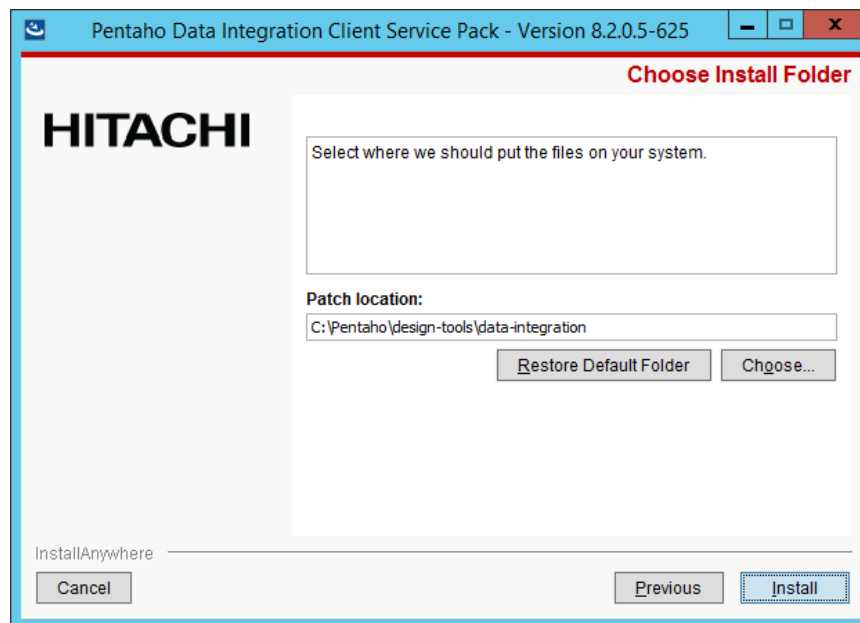 Pentaho Data Integration Client Service Pack - Version 8.2.0.5-625
Choose Install Folder
HITACHI
Select where we should put the files on your system.
Patch location:
C:\Pentaho\design-tools\data-integration
Restore Default Folder
Choose...
InstallAnywhere
Cancel
Previous
Install